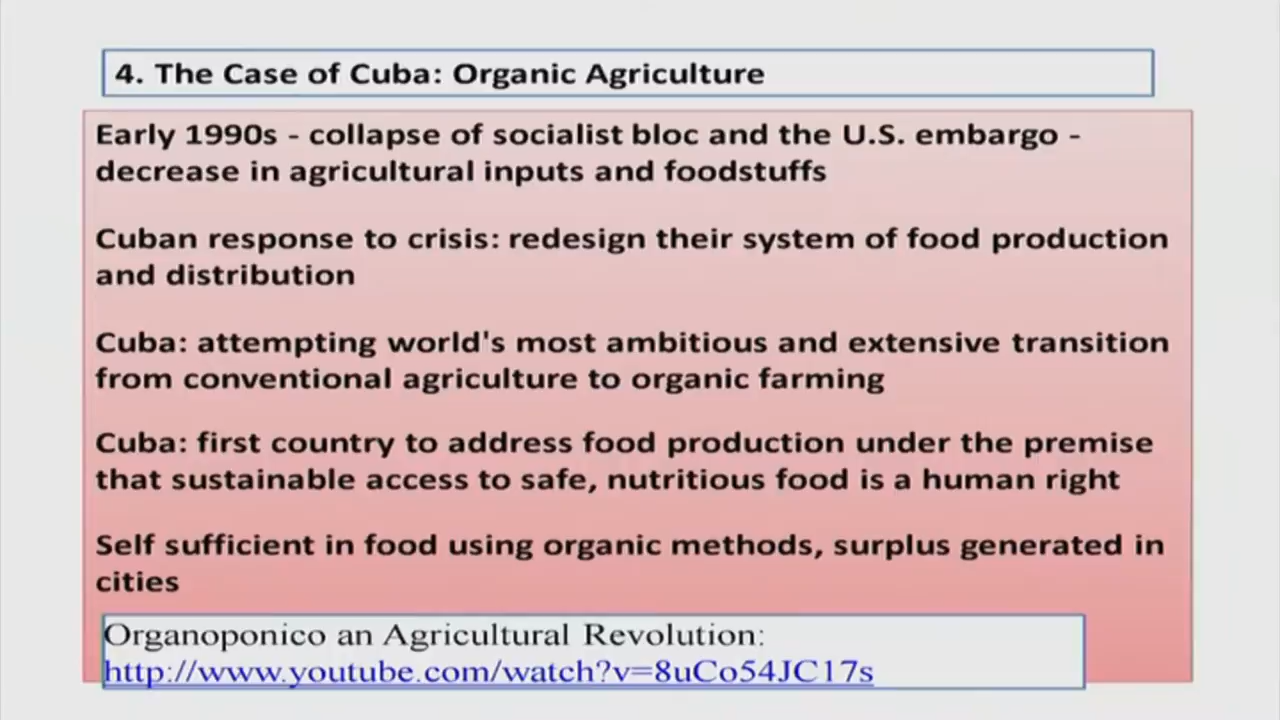 4. The Case of Cuba: Organic Agriculture
Early 1990s - collapse of socialist bloc and the U.S. embargo -
decrease in agricultural inputs and foodstuffs
Cuban response to crisis: redesign their system of food production
and distribution
Cuba: attempting world's most ambitious and extensive transition
from conventional agriculture to organic farming
Cuba: first country to address food production under the premise
that sustainable access to safe, nutritious food is a human right
Self sufficient in food using organic methods, surplus generated in
cities
Organoponico an Agricultural Revolution:
http://www.youtube.com/watch?v=8uCo54JC17s